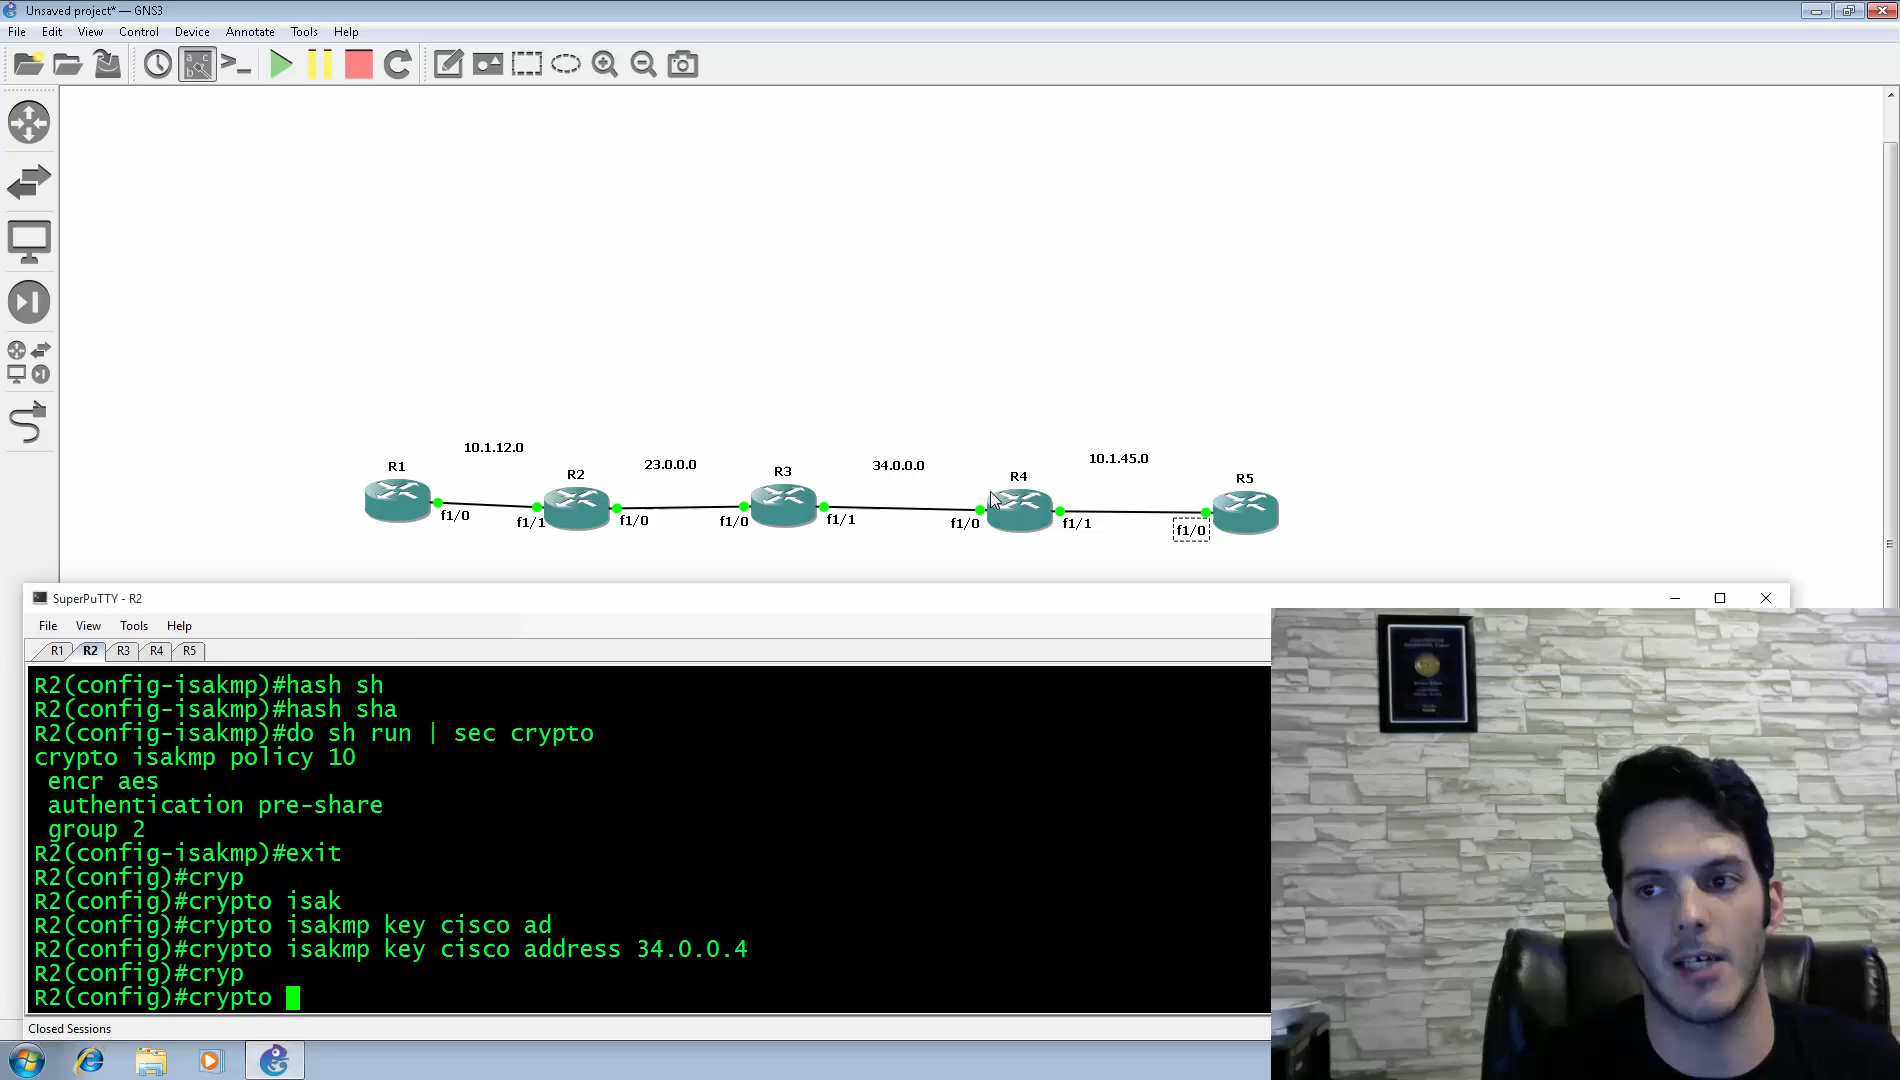 Unsaved project* — GNS3
File Edit View Control Device Annotate Tools Help
10.1.12.0
23.0.0.0
34.0.0.0
10.1.45.0
R1
R2
R3
R4
R5
f1/0
f1/1
f1/0
f1/0
f1/1
f1/0
f1/1
f1/0
SuperPuTTY - R2
File View Tools Help
R1 R2 R3 R4 R5
R2(config-isakmp)#hash sh
R2(config-isakmp)#hash sha
R2(config-isakmp)#do sh run | sec crypto
crypto isakmp policy 10
encr aes
authentication pre-share
group 2
R2(config-isakmp)#exit
R2(config)#cryp
R2(config)#crypto isak
R2(config)#crypto isakmp key cisco ad
R2(config)#crypto isakmp key cisco address 34.0.0.4
R2(config)#cryp
R2(config)#crypto
Closed Sessions